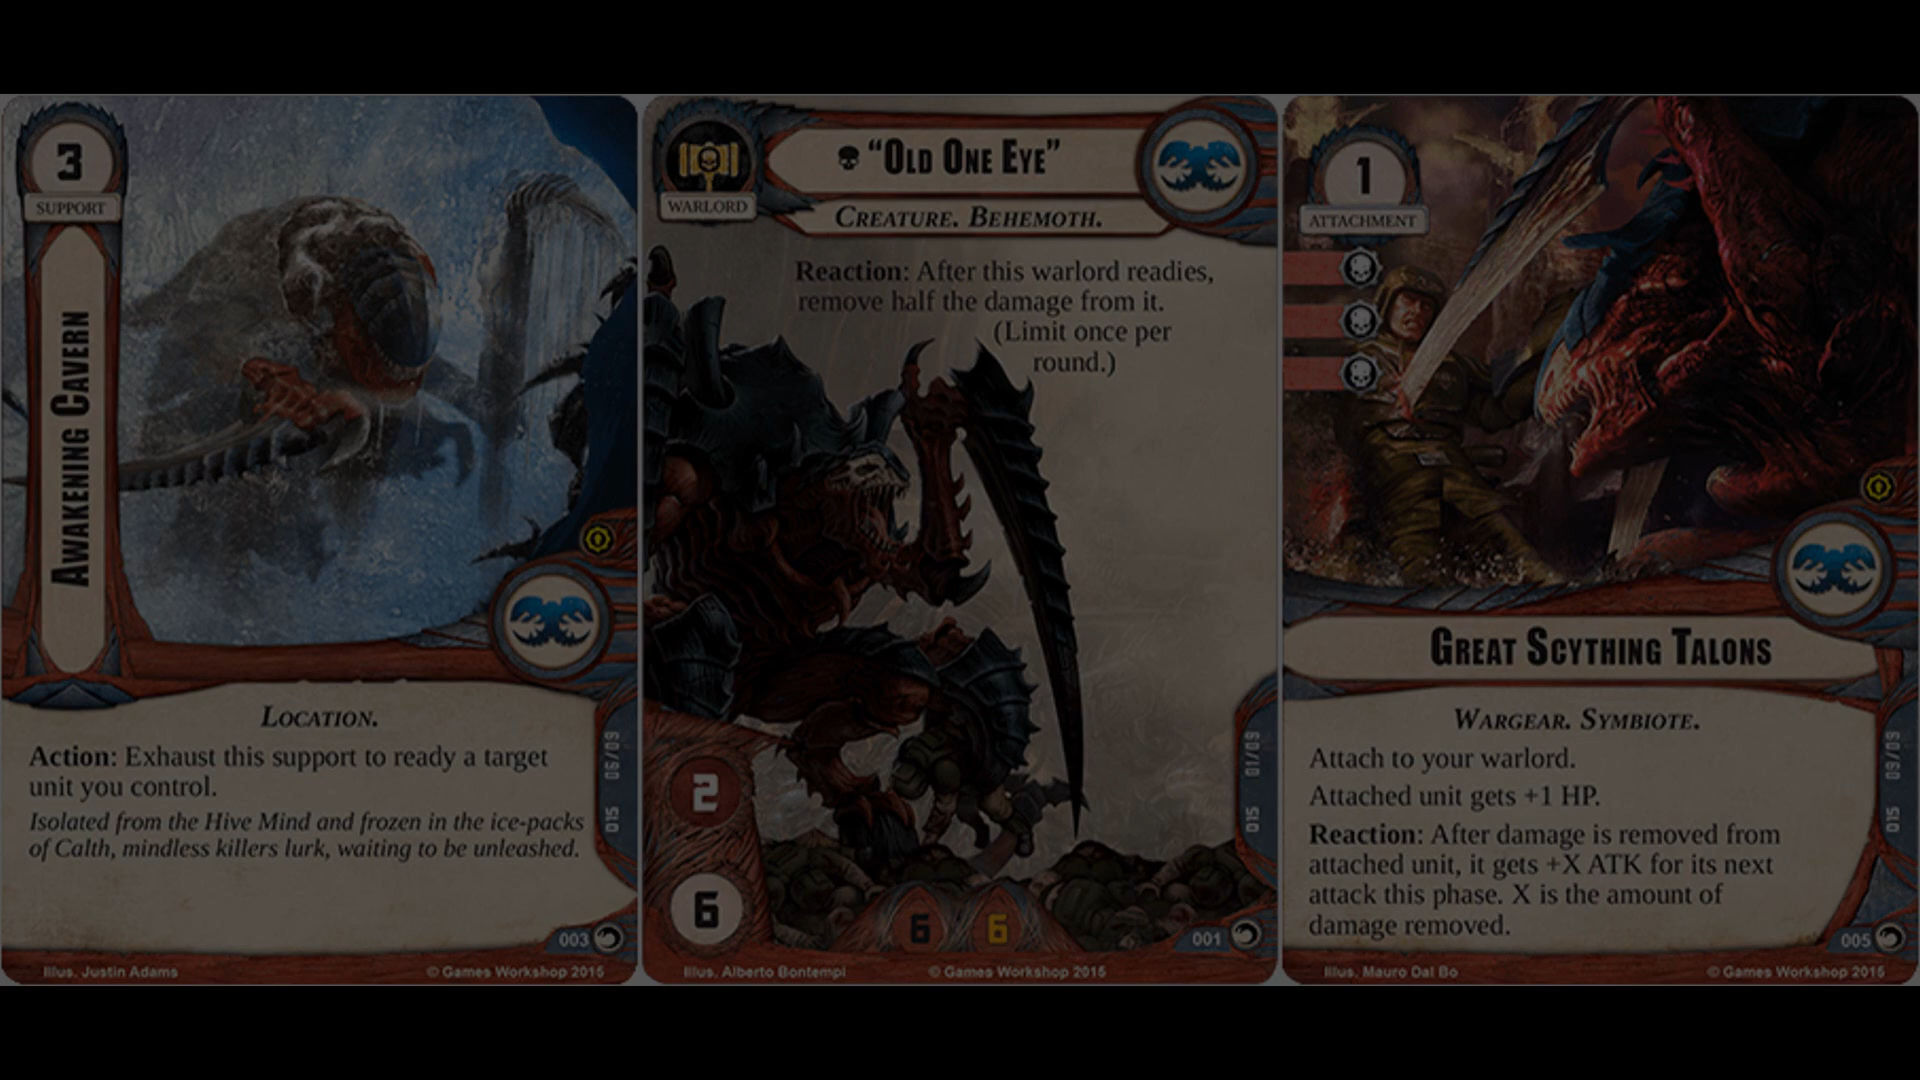 3
SUPPORT
AWAKENING CAVERN
LOCATION.
Action: Exhaust this support to ready a target
unit you control.
Isolated from the Hive Mind and frozen in the ice-packs
of Calth, mindless killers lurk, waiting to be unleashed.
015 06/09
003
Illus. Justin Adams
© Games Workshop 2015
WARLORD
"OLD ONE EYE"
CREATURE. BEHEMOTH.
Reaction: After this warlord readies,
remove half the damage from it.
(Limit once per
round.)
2
6
6
6
015 01/09
001
Illus. Alberto Bontempi
© Games Workshop 2015
1
ATTACHMENT
GREAT SCYTHING TALONS
WARGEAR. SYMBIOTE.
Attach to your warlord.
Attached unit gets +1 HP.
Reaction: After damage is removed from
attached unit, it gets +X ATK for its next
attack this phase. X is the amount of
damage removed.
015 09/09
005
Illus. Mauro Dal Bo
© Games Workshop 2015